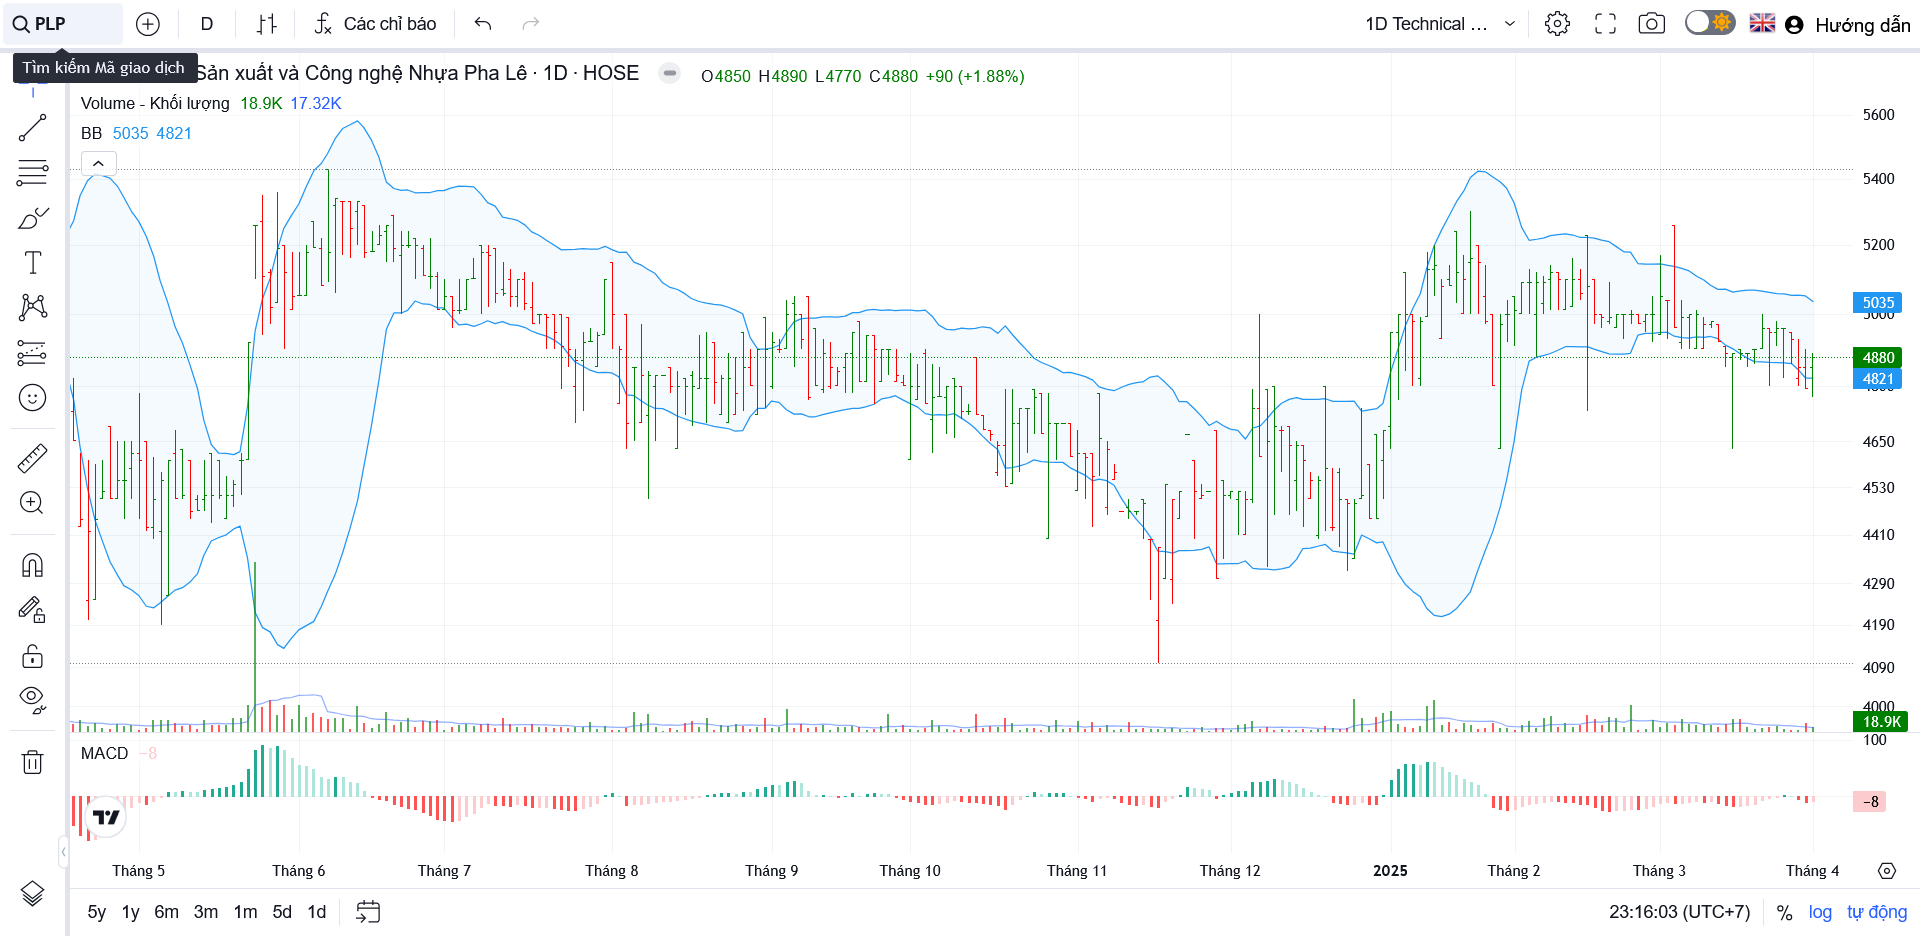 PLP
D
Các chỉ báo
1D Technical ...
Hướng dẫn
Tìm kiếm Mã giao dịch
Sản xuất và Công nghệ Nhựa Pha Lê · 1D · HOSE
O4850 H4890 L4770 C4880 +90 (+1.88%)
Volume - Khối lượng 18.9K 17.32K
BB 5035 4821
5600
5400
5200
5035
5000
4880
4821
4650
4530
4410
4290
4190
4090
4000
18.9K
100
MACD −8
−8
Tháng 5 Tháng 6 Tháng 7 Tháng 8 Tháng 9 Tháng 10 Tháng 11 Tháng 12 2025 Tháng 2 Tháng 3 Tháng 4
5y 1y 6m 3m 1m 5d 1d
23:16:03 (UTC+7) % log tự động